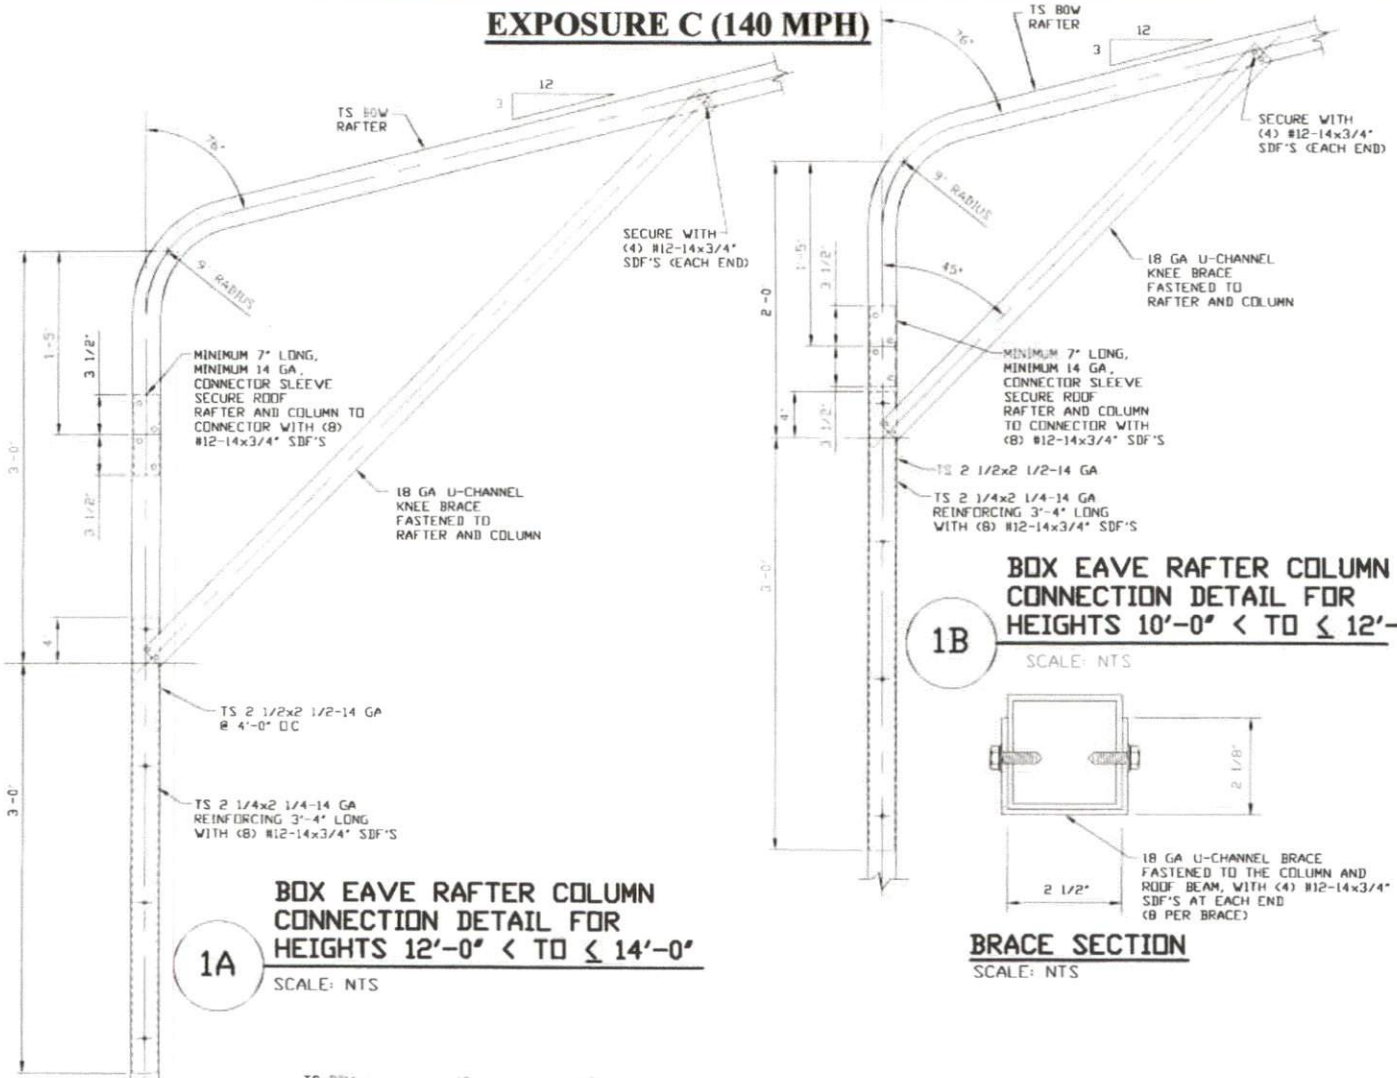 EXPOSURE C (140 MPH)
TS BOW
RAFTER
12
3
76°
9" RADIUS
SECURE WITH
(4) #12-14x3/4"
SDF'S (EACH END)
3'-0"
1'-5"
3 1/2"
3 1/2"
MINIMUM 7" LONG,
MINIMUM 14 GA,
CONNECTOR SLEEVE
SECURE ROOF
RAFTER AND COLUMN TO
CONNECTOR WITH (8)
#12-14x3/4" SDF'S
18 GA U-CHANNEL
KNEE BRACE
FASTENED TO
RAFTER AND COLUMN
4"
TS 2 1/2x2 1/2-14 GA
@ 4'-0" OC
3'-0"
TS 2 1/4x2 1/4-14 GA
REINFORCING 3'-4" LONG
WITH (8) #12-14x3/4" SDF'S
1A
BOX EAVE RAFTER COLUMN
CONNECTION DETAIL FOR
HEIGHTS 12'-0" < TO ≤ 14'-0"
SCALE: NTS
TS BOW
RAFTER
12
3
76°
SECURE WITH
(4) #12-14x3/4"
SDF'S (EACH END)
9" RADIUS
45°
18 GA U-CHANNEL
KNEE BRACE
FASTENED TO
RAFTER AND COLUMN
2'-0
1'-5"
3 1/2"
3 1/2"
4"
MINIMUM 7" LONG,
MINIMUM 14 GA,
CONNECTOR SLEEVE
SECURE ROOF
RAFTER AND COLUMN
TO CONNECTOR WITH
(8) #12-14x3/4" SDF'S
TS 2 1/2x2 1/2-14 GA
TS 2 1/4x2 1/4-14 GA
REINFORCING 3'-4" LONG
WITH (8) #12-14x3/4" SDF'S
3'-0"
1B
BOX EAVE RAFTER COLUMN
CONNECTION DETAIL FOR
HEIGHTS 10'-0" < TO ≤ 12'-
SCALE: NTS
2 1/8"
2 1/2"
18 GA U-CHANNEL BRACE
FASTENED TO THE COLUMN AND
ROOF BEAM, WITH (4) #12-14x3/4"
SDF'S AT EACH END
(8 PER BRACE)
BRACE SECTION
SCALE: NTS